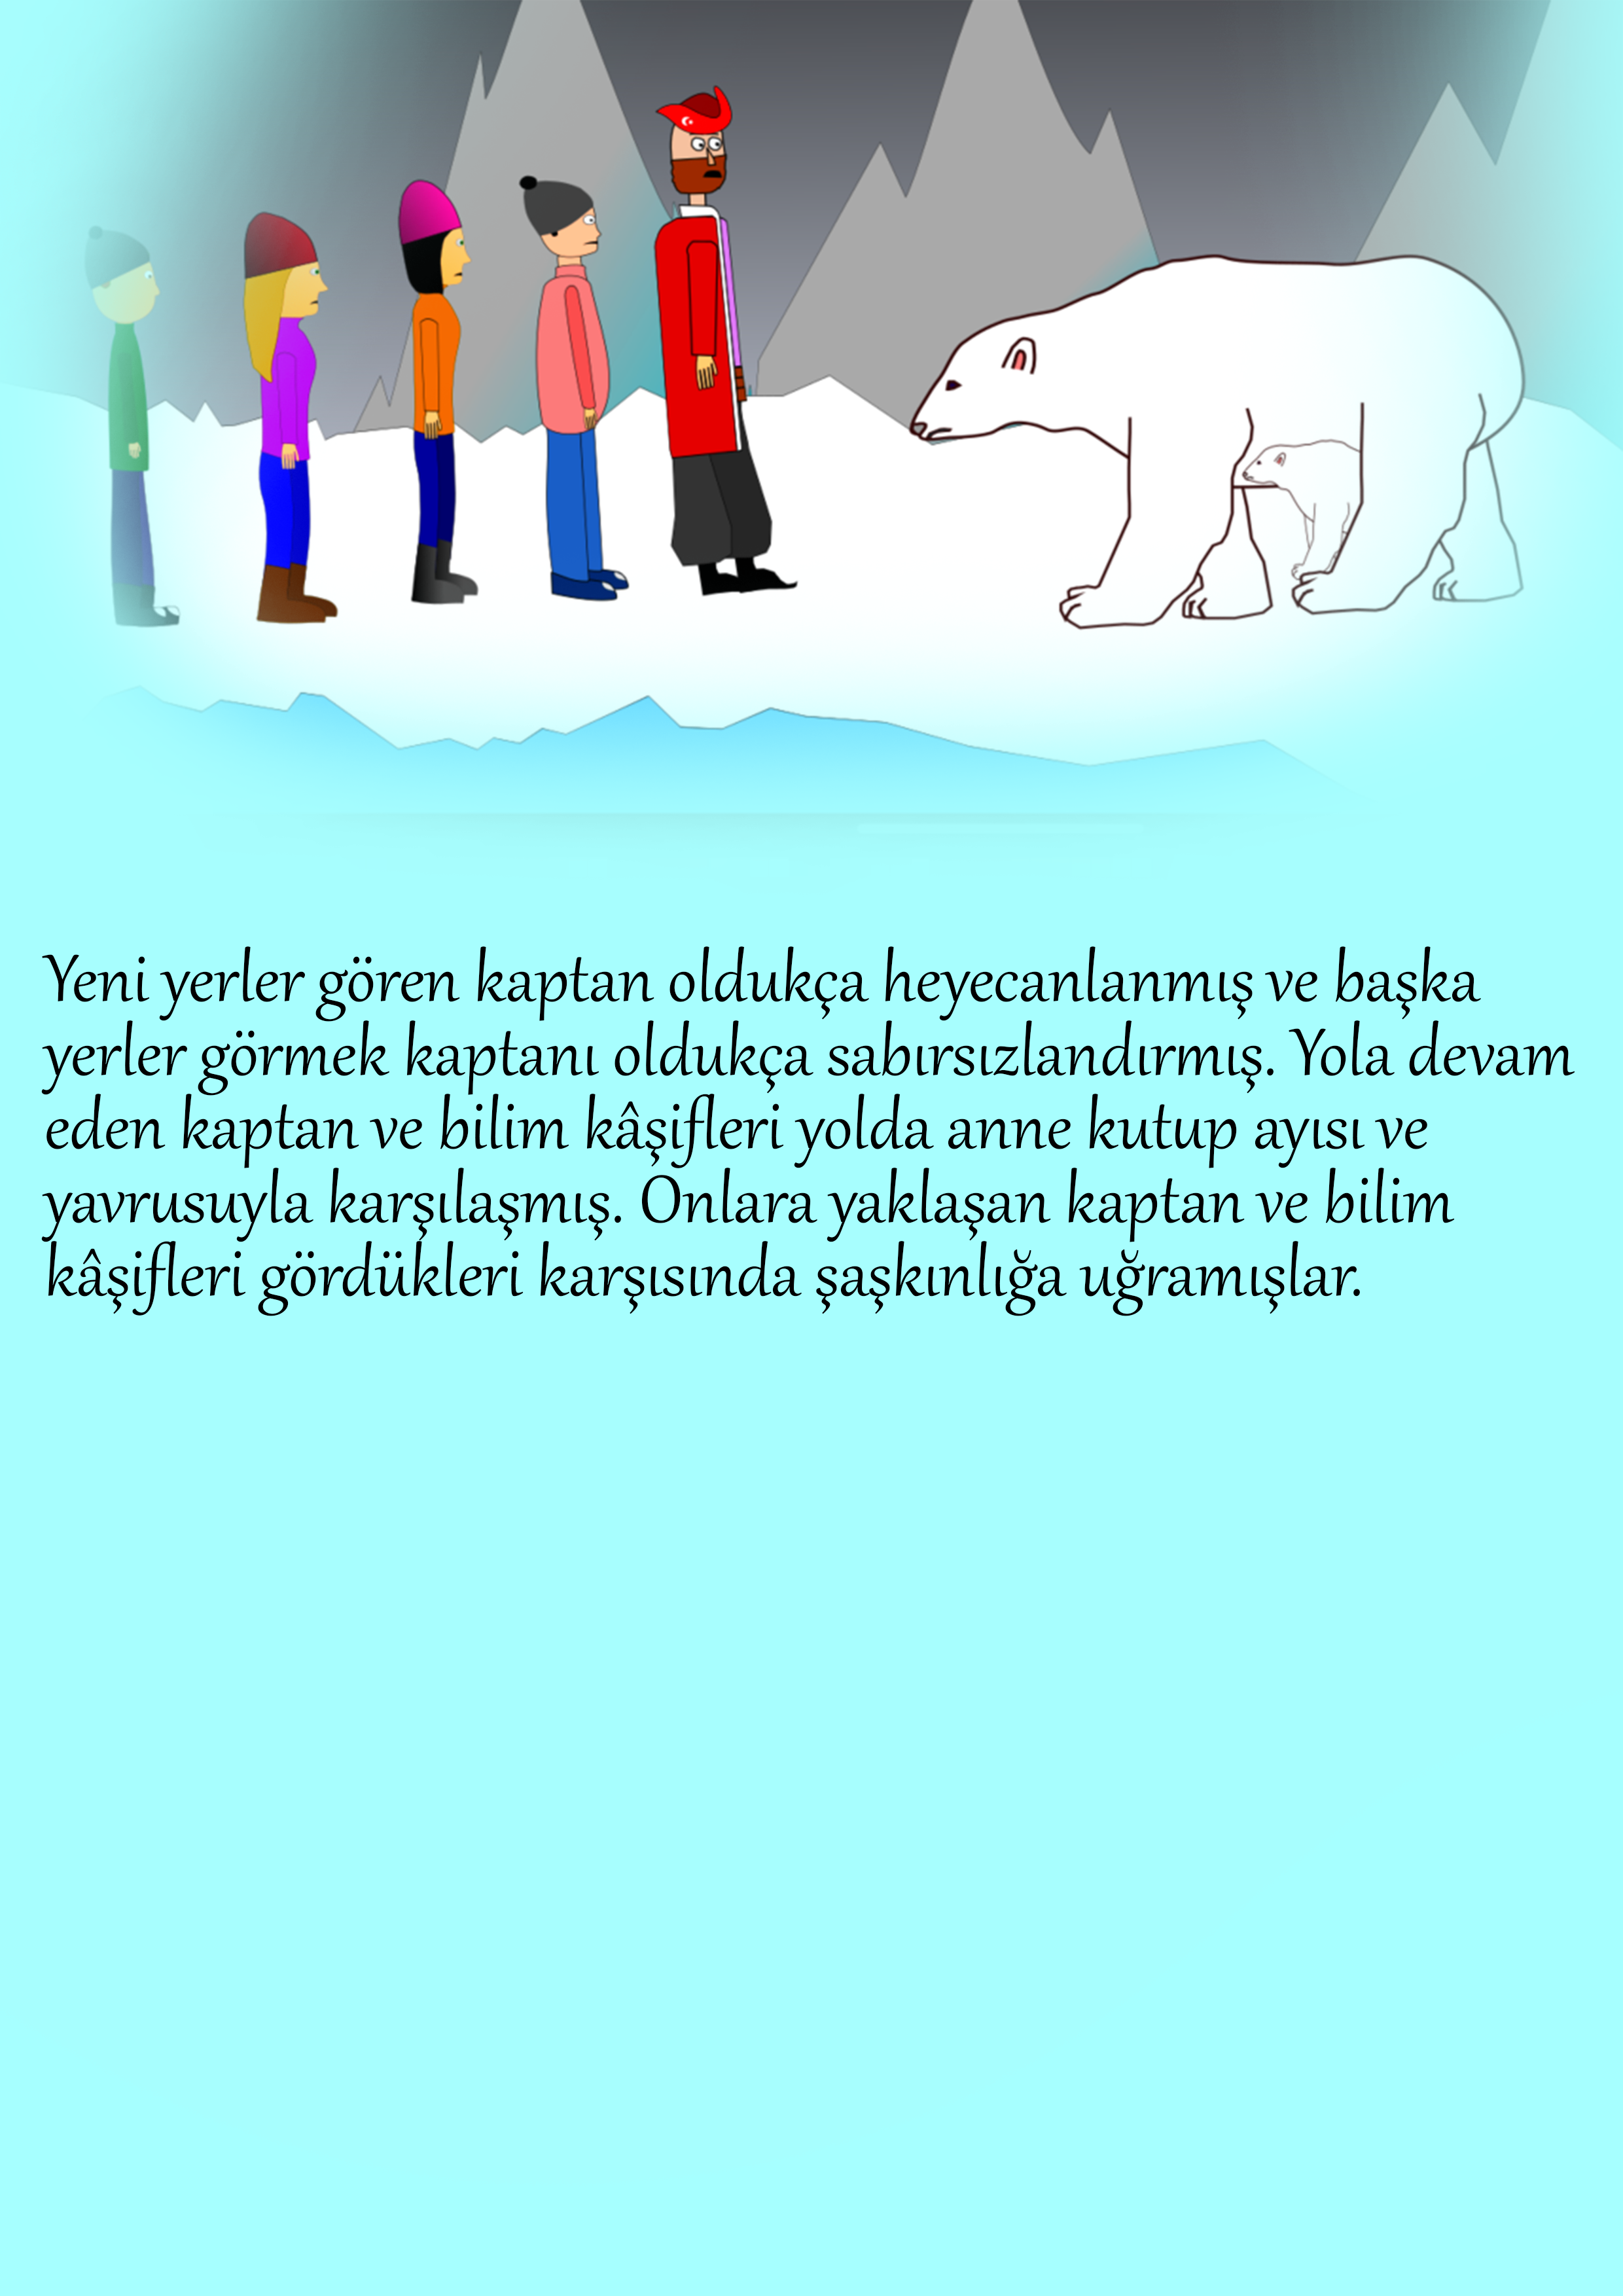 Yeni yerler gören kaptan oldukça heyecanlanmış ve başka
yerler görmek kaptanı oldukça sabırsızlandırmış. Yola devam
eden kaptan ve bilim kâşifleri yolda anne kutup ayısı ve
yavrusuyla karşılaşmış. Onlara yaklaşan kaptan ve bilim
kâşifleri gördükleri karşısında şaşkınlığa uğramışlar.